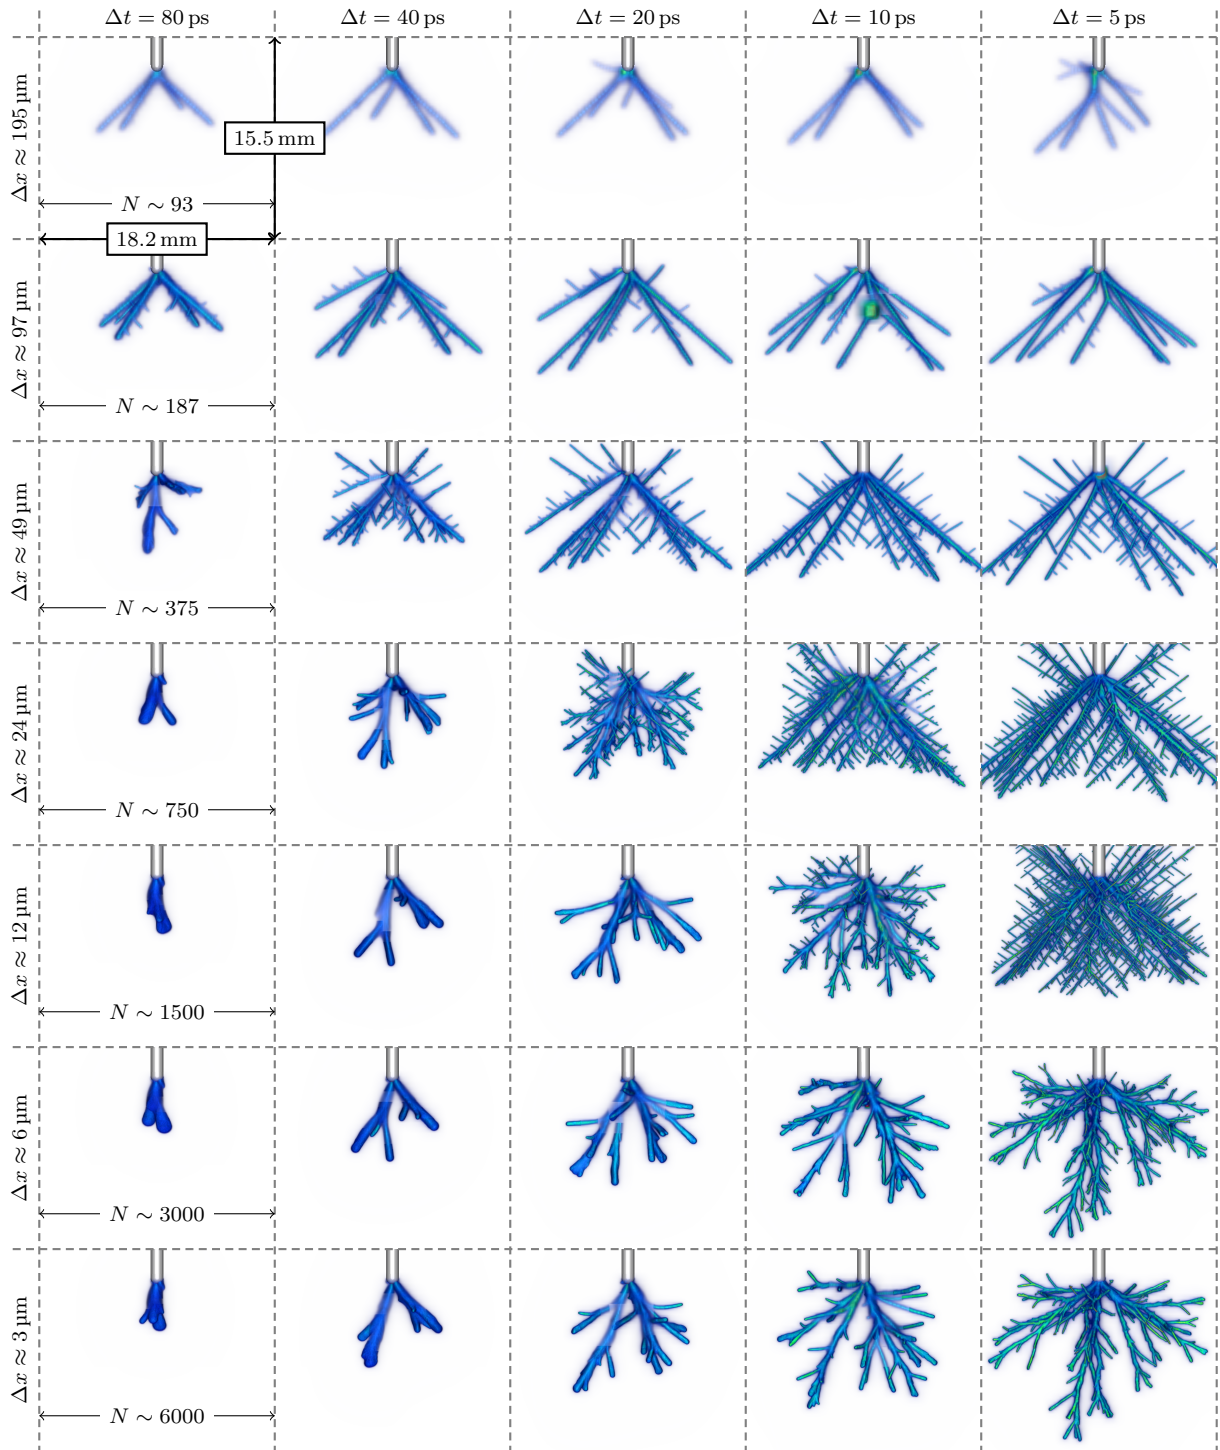 Δt = 80 ps
Δt = 40 ps
Δt = 20 ps
Δt = 10 ps
Δt = 5 ps
Δx ≈ 195 μm
15.5 mm
N ∼ 93
18.2 mm
Δx ≈ 97 μm
N ∼ 187
Δx ≈ 49 μm
N ∼ 375
Δx ≈ 24 μm
N ∼ 750
Δx ≈ 12 μm
N ∼ 1500
Δx ≈ 6 μm
N ∼ 3000
Δx ≈ 3 μm
N ∼ 6000